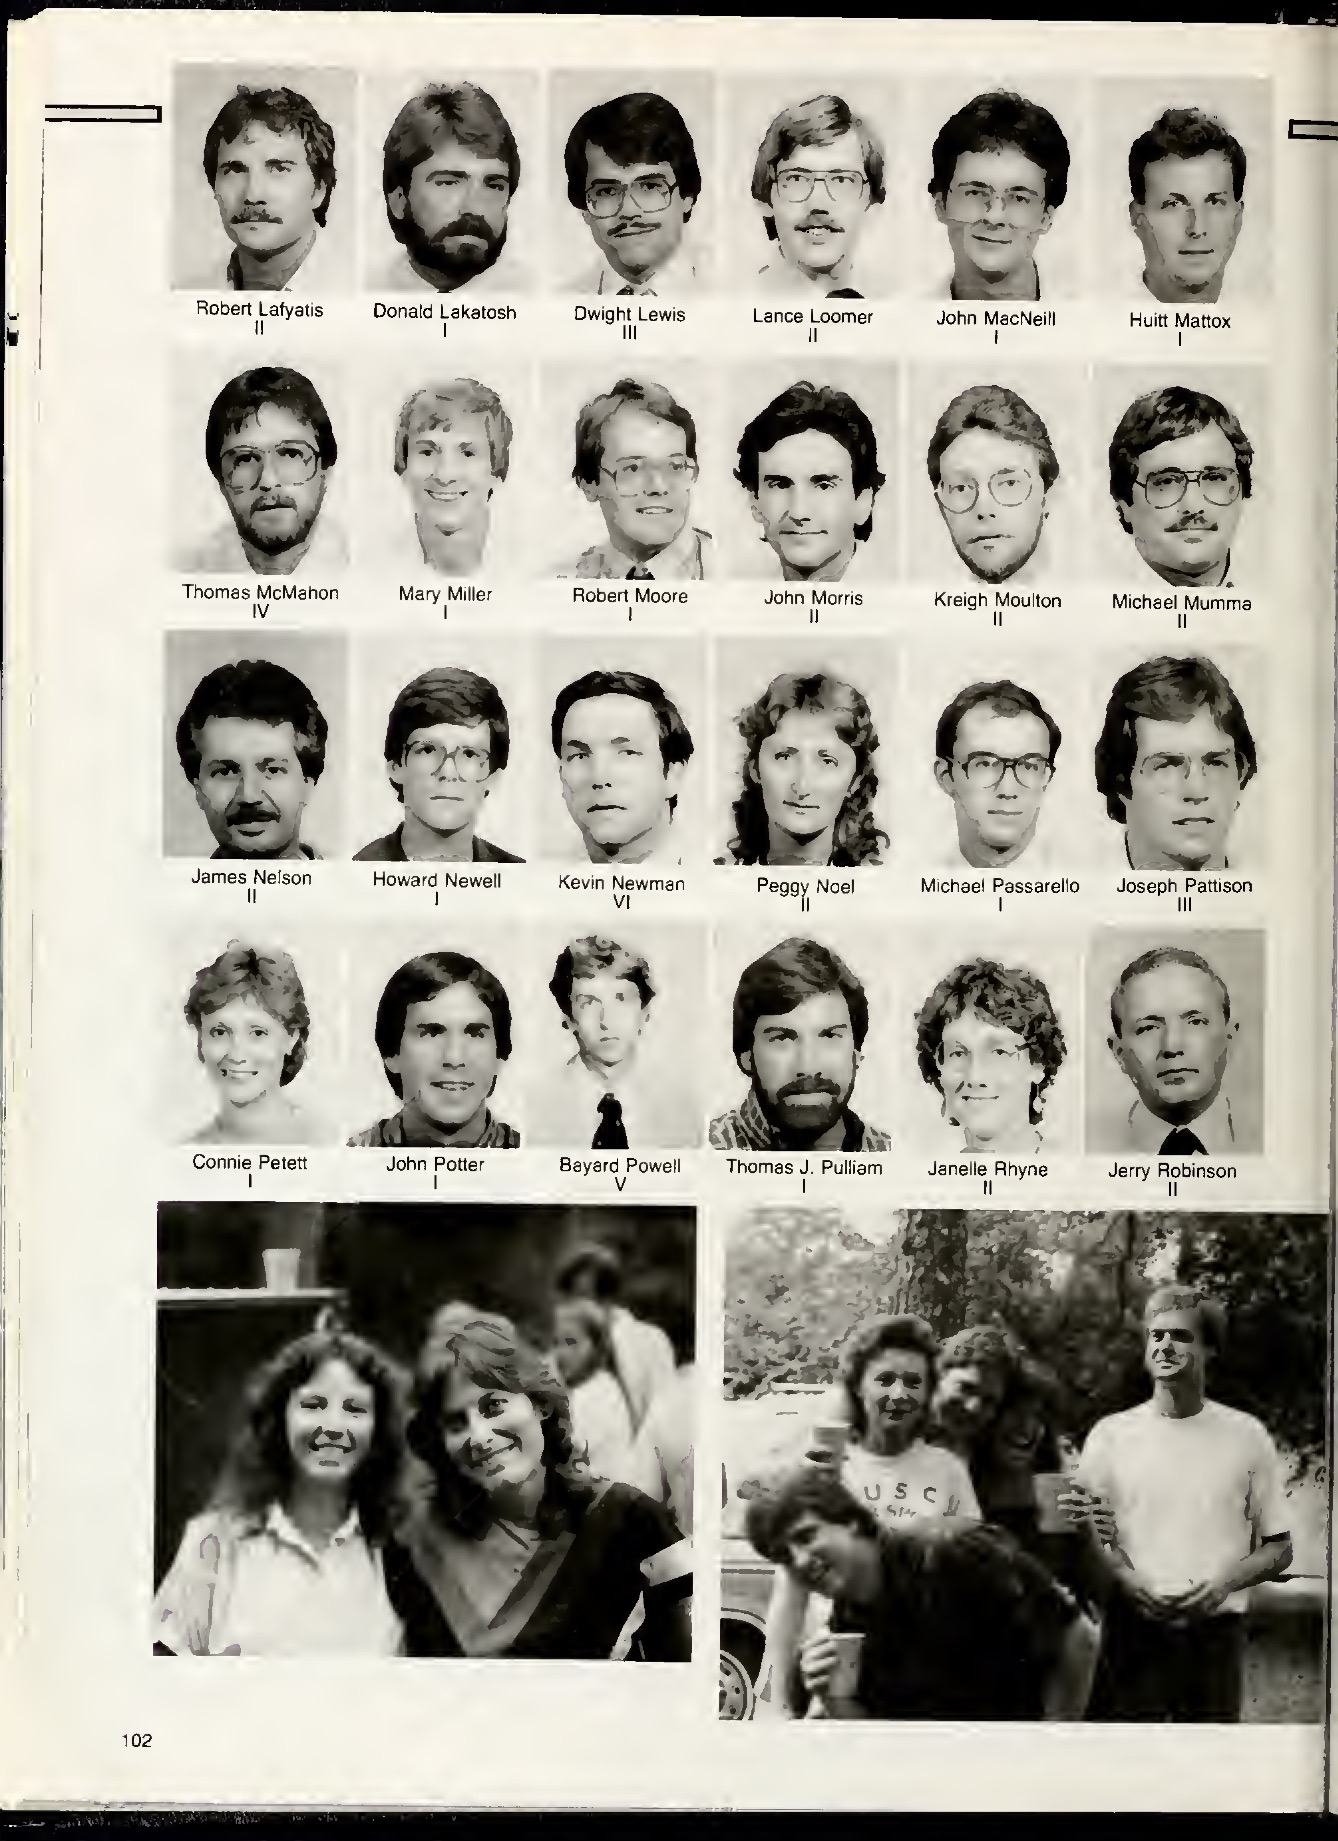 Robert Lafyatis
II
Donald Lakatosh
I
Dwight Lewis
III
Lance Loomer
II
John MacNeill
I
Huitt Mattox
I
Thomas McMahon
IV
Mary Miller
I
Robert Moore
I
John Morris
II
Kreigh Moulton
II
Michael Mumma
II
James Nelson
II
Howard Newell
I
Kevin Newman
VI
Peggy Noel
II
Michael Passarello
I
Joseph Pattison
III
Connie Petett
I
John Potter
I
Bayard Powell
V
Thomas J. Pulliam
I
Janelle Rhyne
II
Jerry Robinson
II
USC
102